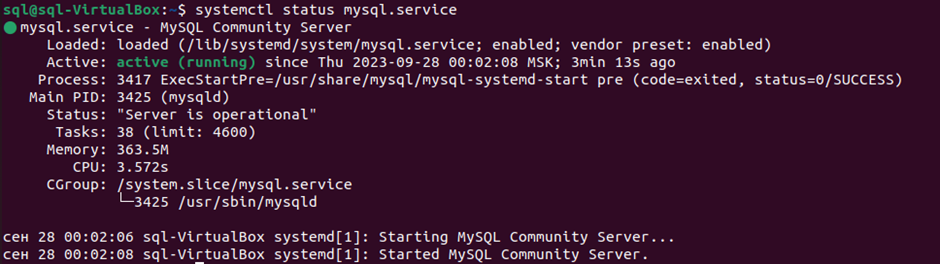 sql@sql-VirtualBox:~$ systemctl status mysql.service
● mysql.service - MySQL Community Server
     Loaded: loaded (/lib/systemd/system/mysql.service; enabled; vendor preset: enabled)
     Active: active (running) since Thu 2023-09-28 00:02:08 MSK; 3min 13s ago
    Process: 3417 ExecStartPre=/usr/share/mysql/mysql-systemd-start pre (code=exited, status=0/SUCCESS)
   Main PID: 3425 (mysqld)
     Status: "Server is operational"
      Tasks: 38 (limit: 4600)
     Memory: 363.5M
        CPU: 3.572s
     CGroup: /system.slice/mysql.service
             └─3425 /usr/sbin/mysqld
сен 28 00:02:06 sql-VirtualBox systemd[1]: Starting MySQL Community Server...
сен 28 00:02:08 sql-VirtualBox systemd[1]: Started MySQL Community Server.